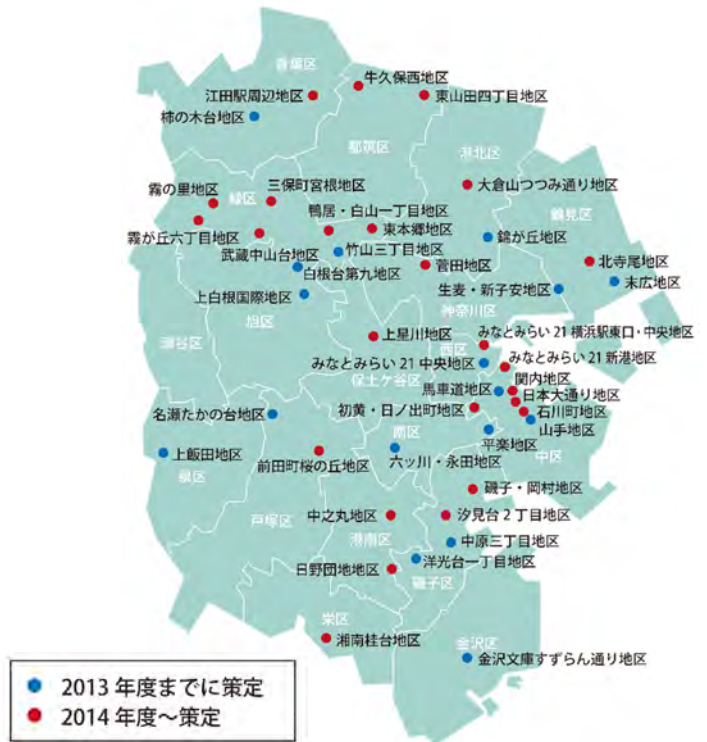 青葉区
牛久保西地区
江田駅周辺地区
東山田四丁目地区
柿の木台地区
都筑区
港北区
三保町宮根地区
霧の里地区
緑区
大倉山つつみ通り地区
鴨居・白山一丁目地区
鶴見区
東本郷地区
霧が丘六丁目地区
錦が丘地区
武蔵中山台地区
竹山三丁目地区
白根台第九地区
菅田地区
北寺尾地区
末広地区
上白根国際地区
生麦・新子安地区
神奈川区
旭区
上星川地区
みなとみらい 21 横浜駅東口・中央地区
瀬谷区
西区
みなとみらい 21 中央地区
みなとみらい 21 新港地区
保土ケ谷区
馬車道地区
関内地区
日本大通り地区
名瀬たかの台地区
初黄・日ノ出町地区
石川町地区
山手地区
南区
平楽地区
上飯田地区
前田町桜の丘地区
六ッ川・永田地区
中区
泉区
磯子・岡村地区
戸塚区
中之丸地区
汐見台 2 丁目地区
港南区
中原三丁目地区
洋光台一丁目地区
日野団地地区
磯子区
栄区
湘南桂台地区
金沢区
金沢文庫すずらん通り地区
2013 年度までに策定
2014 年度～策定